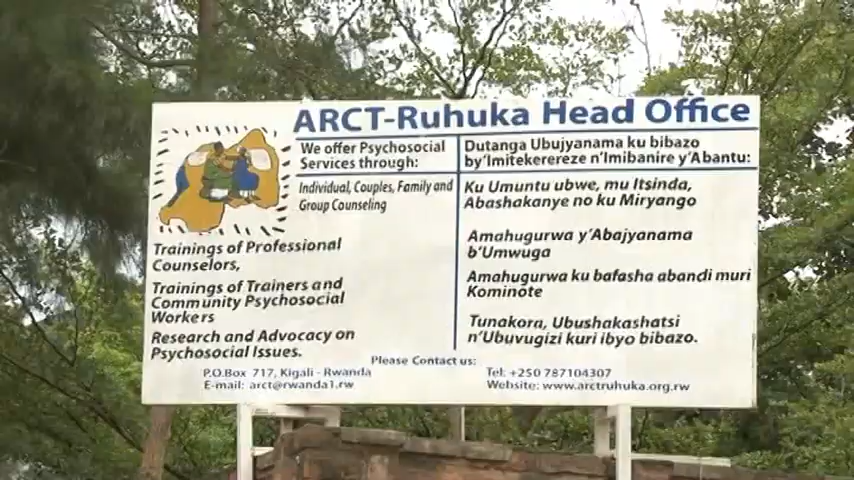 ARCT-Ruhuka Head Office
We offer Psychosocial
Services through:
Individual, Couples, Family and
Group Counseling
Trainings of Professional
Counselors,
Trainings of Trainers and
Community Psychosocial
Workers
Research and Advocacy on
Psychosocial Issues.
Dutanga Ubujyanama ku bibazo
by'Imitekerereze n'Imibanire y'Abantu:
Ku Umuntu ubwe, mu Itsinda,
Abashakanye no ku Miryango
Amahugurwa y'Abajyanama
b'Umwuga
Amahugurwa ku bafasha abandi muri
Kominote
Tunakora, Ubushakashatsi
n'Ubuvugizi kuri ibyo bibazo.
Please Contact us:
P.O.Box 717, Kigali - Rwanda
E-mail: arct@rwanda1.rw
Tel: +250 787104307
Website: www.arctruhuka.org.rw